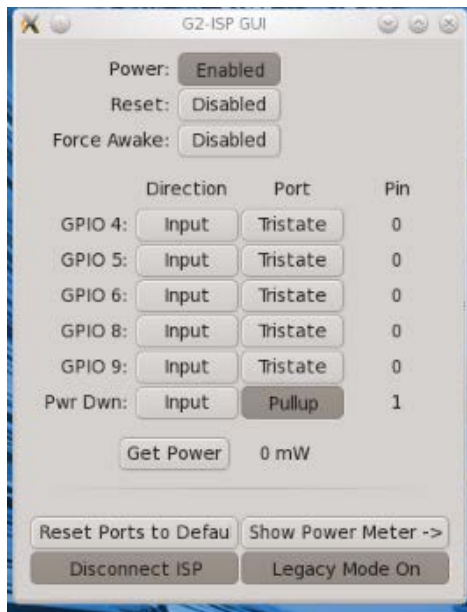 G2-ISP GUI
Power: Enabled
Reset: Disabled
Force Awake: Disabled
Direction Port Pin
GPIO 4: Input Tristate 0
GPIO 5: Input Tristate 0
GPIO 6: Input Tristate 0
GPIO 8: Input Tristate 0
GPIO 9: Input Tristate 0
Pwr Dwn: Input Pullup 1
Get Power 0 mW
Reset Ports to Defau Show Power Meter ->
Disconnect ISP Legacy Mode On